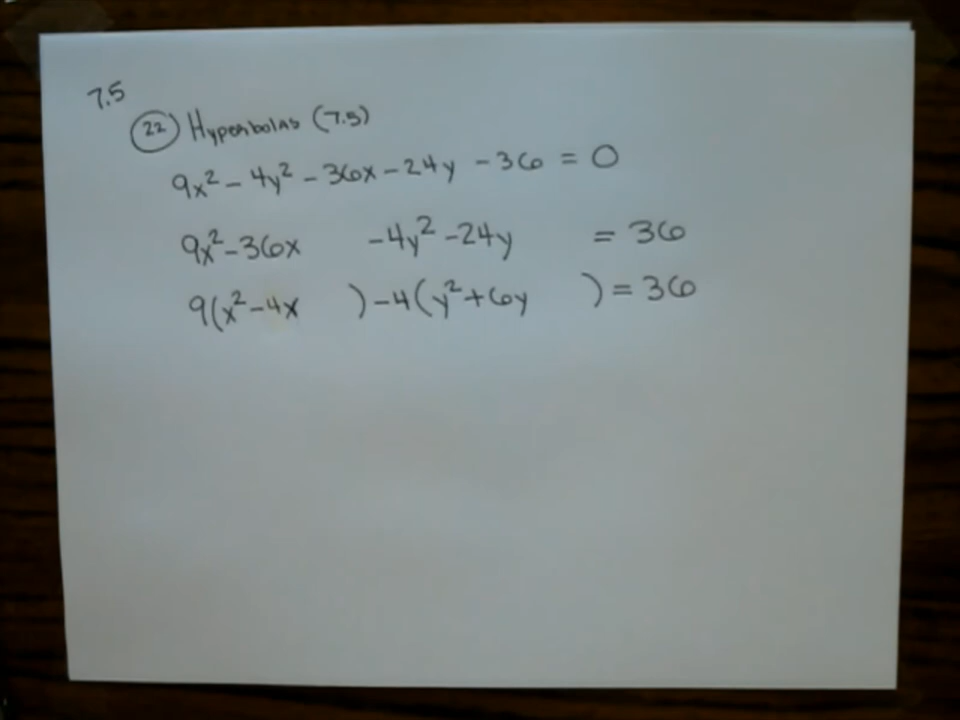 7.5
22 Hyperbolas (7.5)
9x² - 4y² - 36x - 24y - 36 = 0
9x² - 36x - 4y² - 24y = 36
9(x² - 4x ) - 4(y² + 6y ) = 36